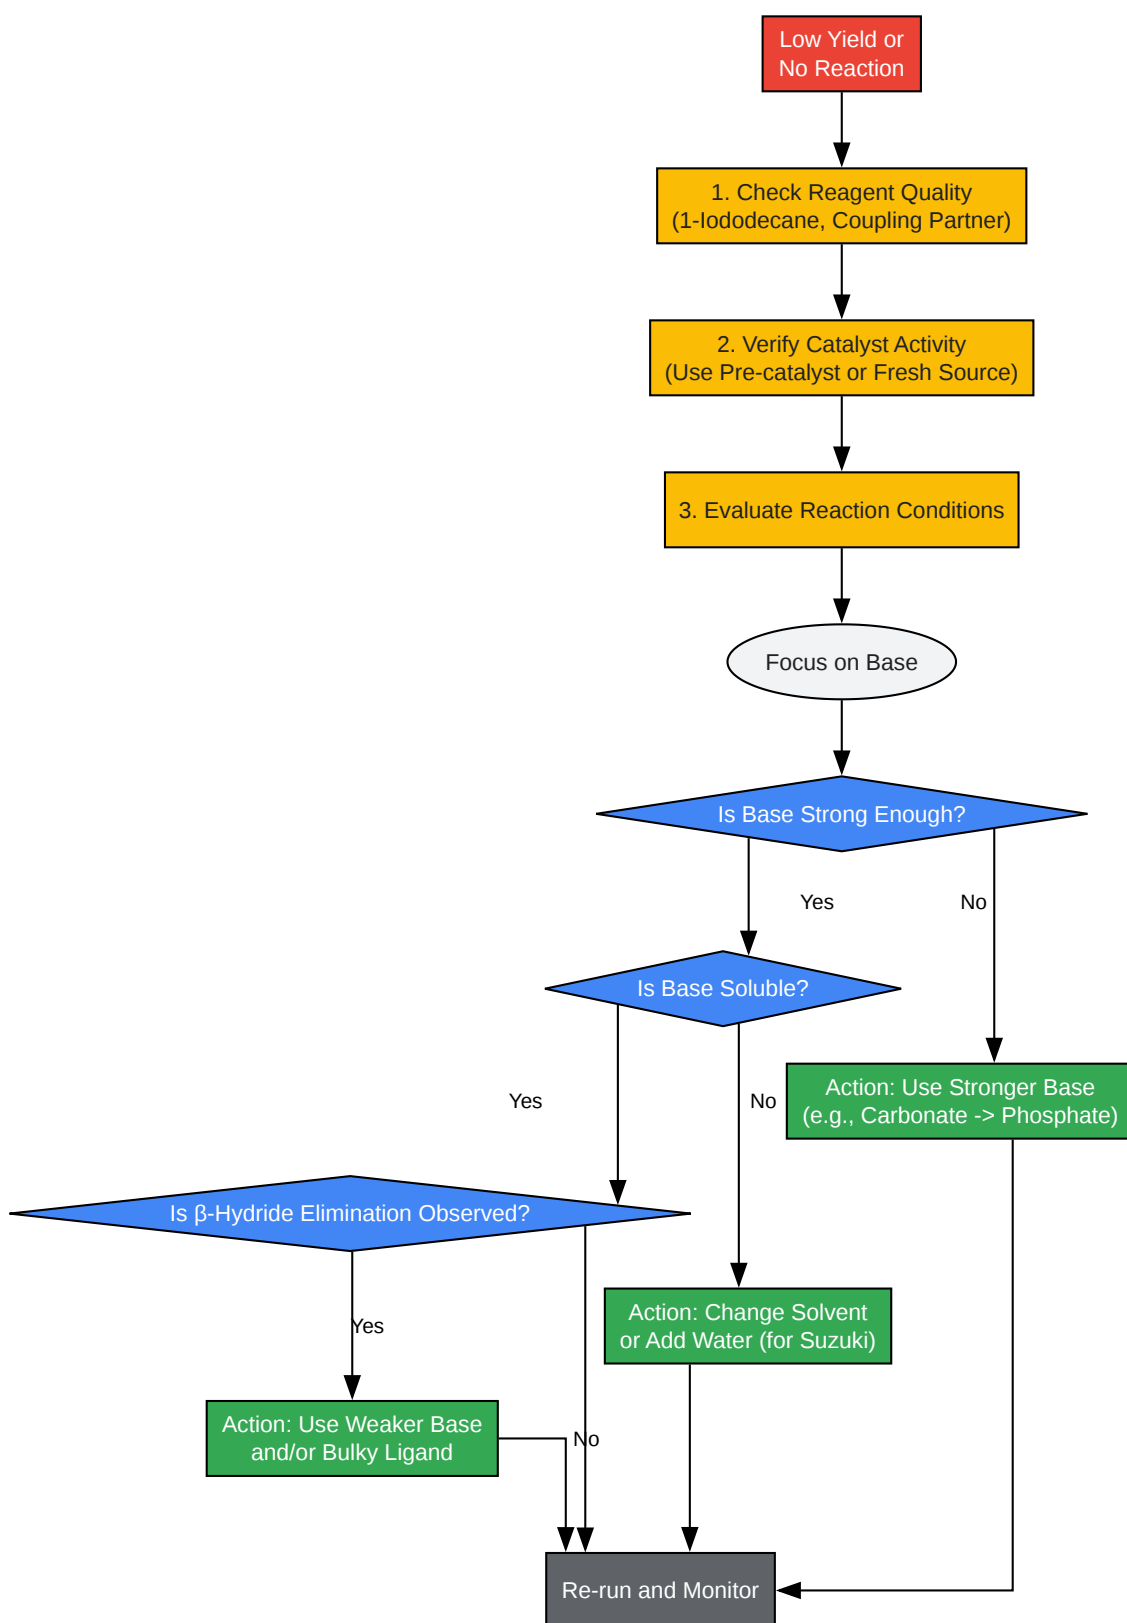 Low Yield or
No Reaction
1. Check Reagent Quality
(1-Iododecane, Coupling Partner)
2. Verify Catalyst Activity
(Use Pre-catalyst or Fresh Source)
3. Evaluate Reaction Conditions
Focus on Base
Is Base Strong Enough?
Yes
No
Is Base Soluble?
Yes
No
Action: Use Stronger Base
(e.g., Carbonate -> Phosphate)
Is β-Hydride Elimination Observed?
Action: Change Solvent
or Add Water (for Suzuki)
Yes
Action: Use Weaker Base
and/or Bulky Ligand
No
Re-run and Monitor